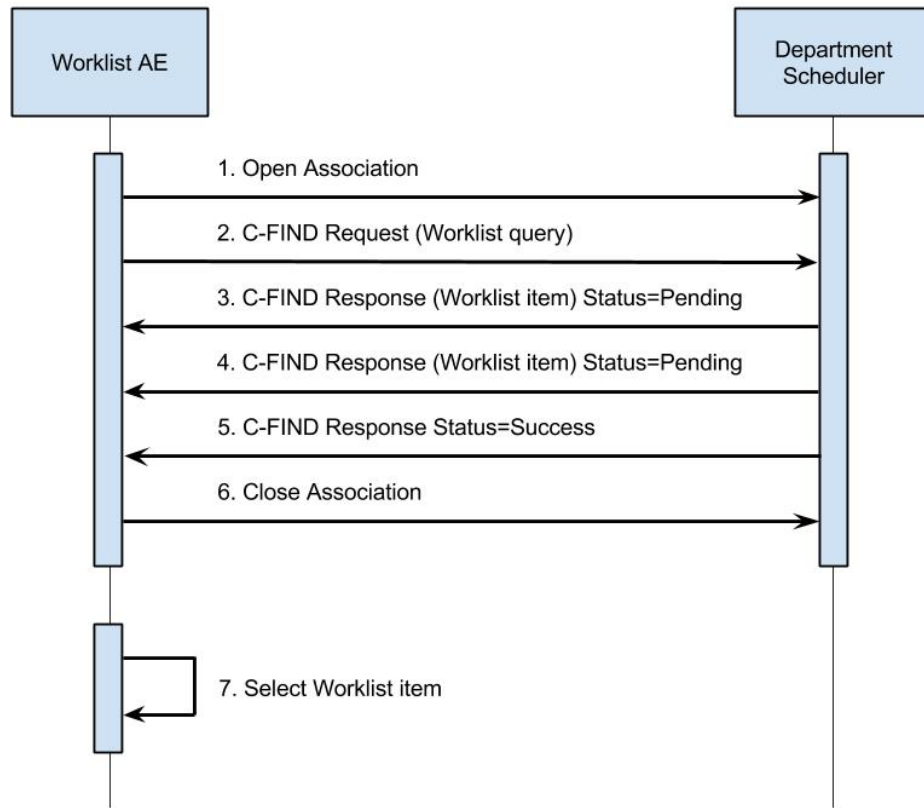 Worklist AE
Department
Scheduler
1. Open Association
2. C-FIND Request (Worklist query)
3. C-FIND Response (Worklist item) Status=Pending
4. C-FIND Response (Worklist item) Status=Pending
5. C-FIND Response Status=Success
6. Close Association
7. Select Worklist item